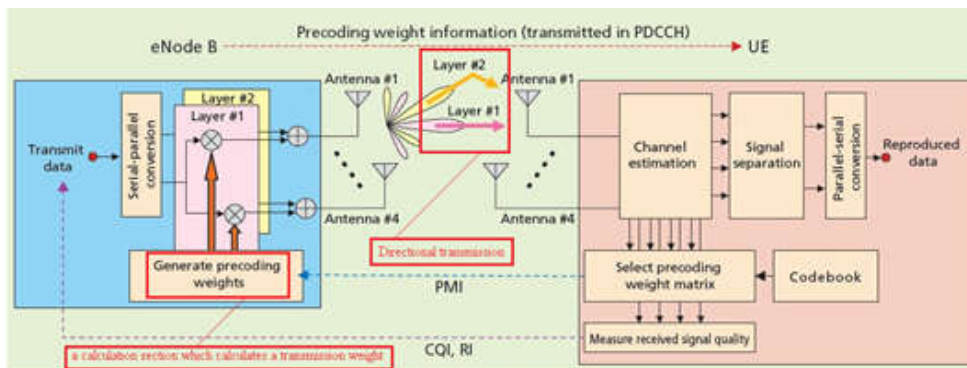 Precoding weight information (transmitted in PDCCH)
eNode B
UE
Layer #2
Layer #1
Antenna #1
Antenna #1
Layer #2
Layer #1
Serial-parallel
conversion
Transmit
data
Channel
estimation
Signal
separation
Parallel-serial
conversion
Reproduced
data
Antenna #4
Antenna #4
Directional transmission
Generate precoding
weights
PMI
Select precoding
weight matrix
Codebook
a calculation section which calculates a transmission weight
CQI, RI
Measure received signal quality